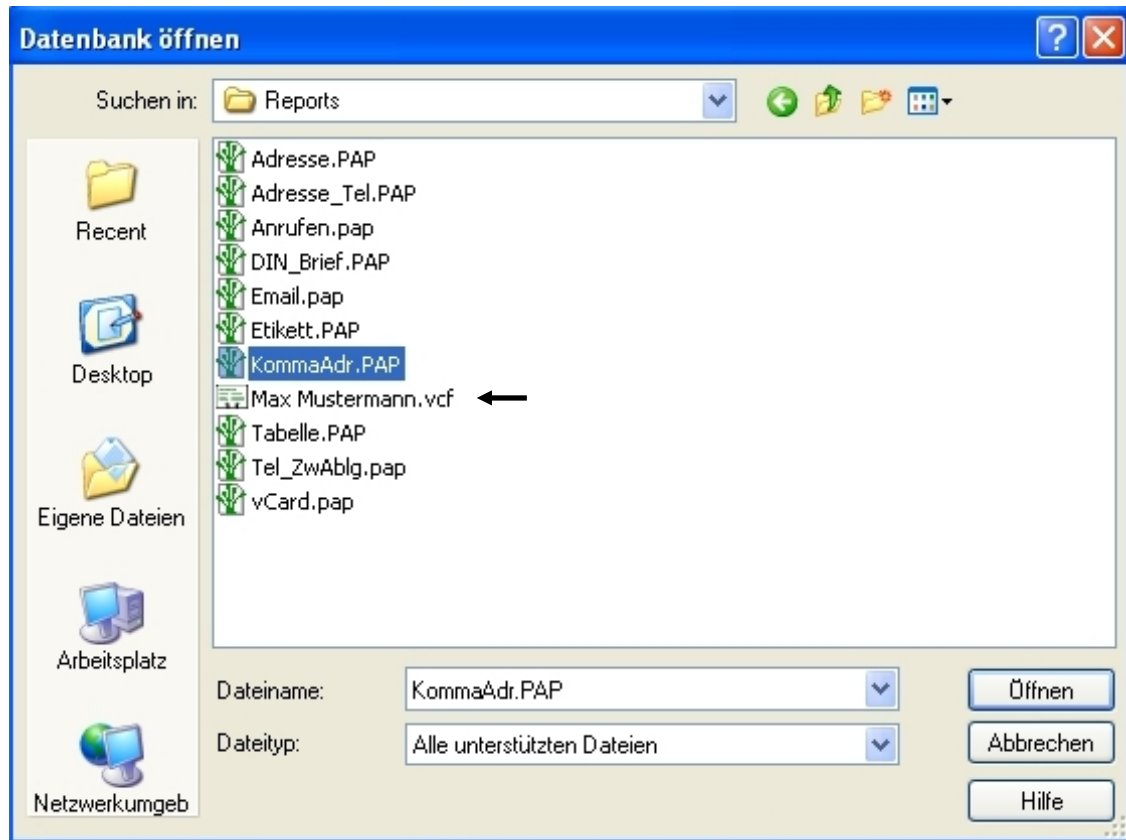 Datenbank öffnen
Suchen in: Reports
Recent
Desktop
Eigene Dateien
Arbeitsplatz
Netzwerkumgeb
Adresse.PAP
Adresse_Tel.PAP
Anrufen.pap
DIN_Brief.PAP
Email.pap
Etikett.PAP
KommaAdr.PAP
Max Mustermann.vcf
Tabelle.PAP
Tel_ZwAblg.pap
vCard.pap
Dateiname: KommaAdr.PAP Öffnen
Dateityp: Alle unterstützten Dateien Abbrechen
Hilfe